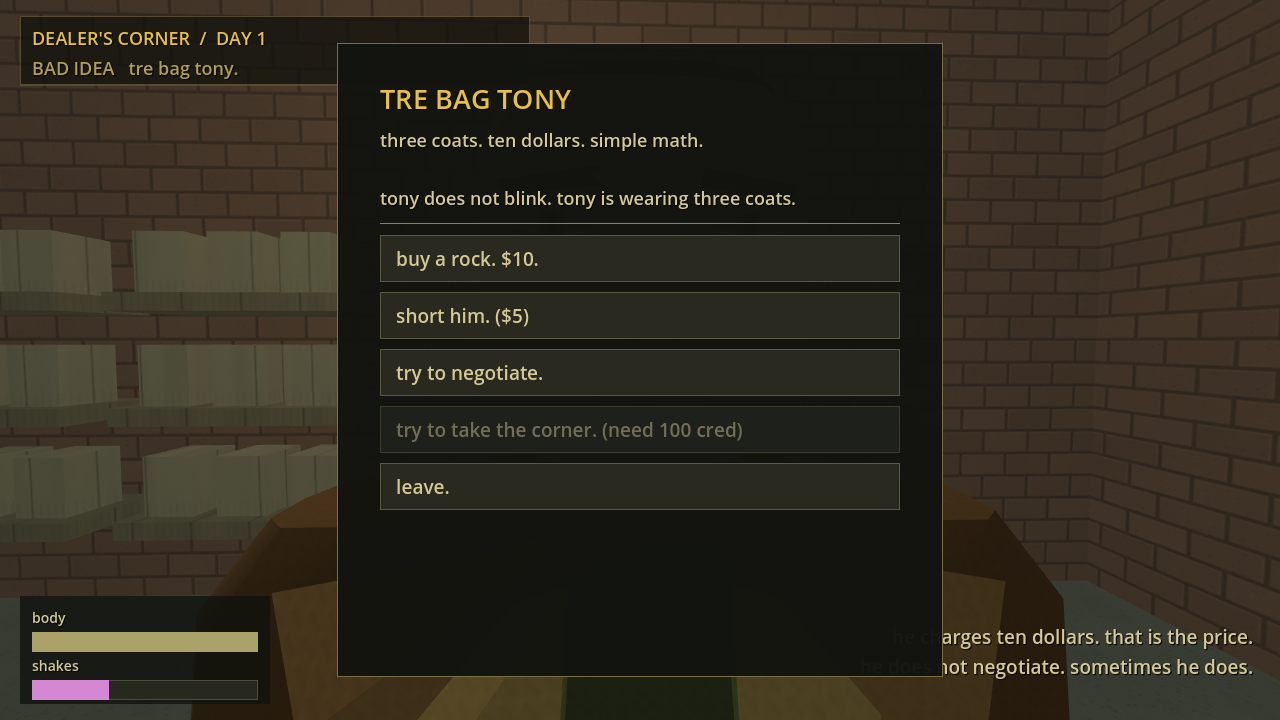 DEALER'S CORNER / DAY 1
BAD IDEA tre bag tony.
TRE BAG TONY
three coats. ten dollars. simple math.
tony does not blink. tony is wearing three coats.
buy a rock. $10.
short him. ($5)
try to negotiate.
try to take the corner. (need 100 cred)
leave.
body
shakes
he charges ten dollars. that is the price.
he does not negotiate. sometimes he does.